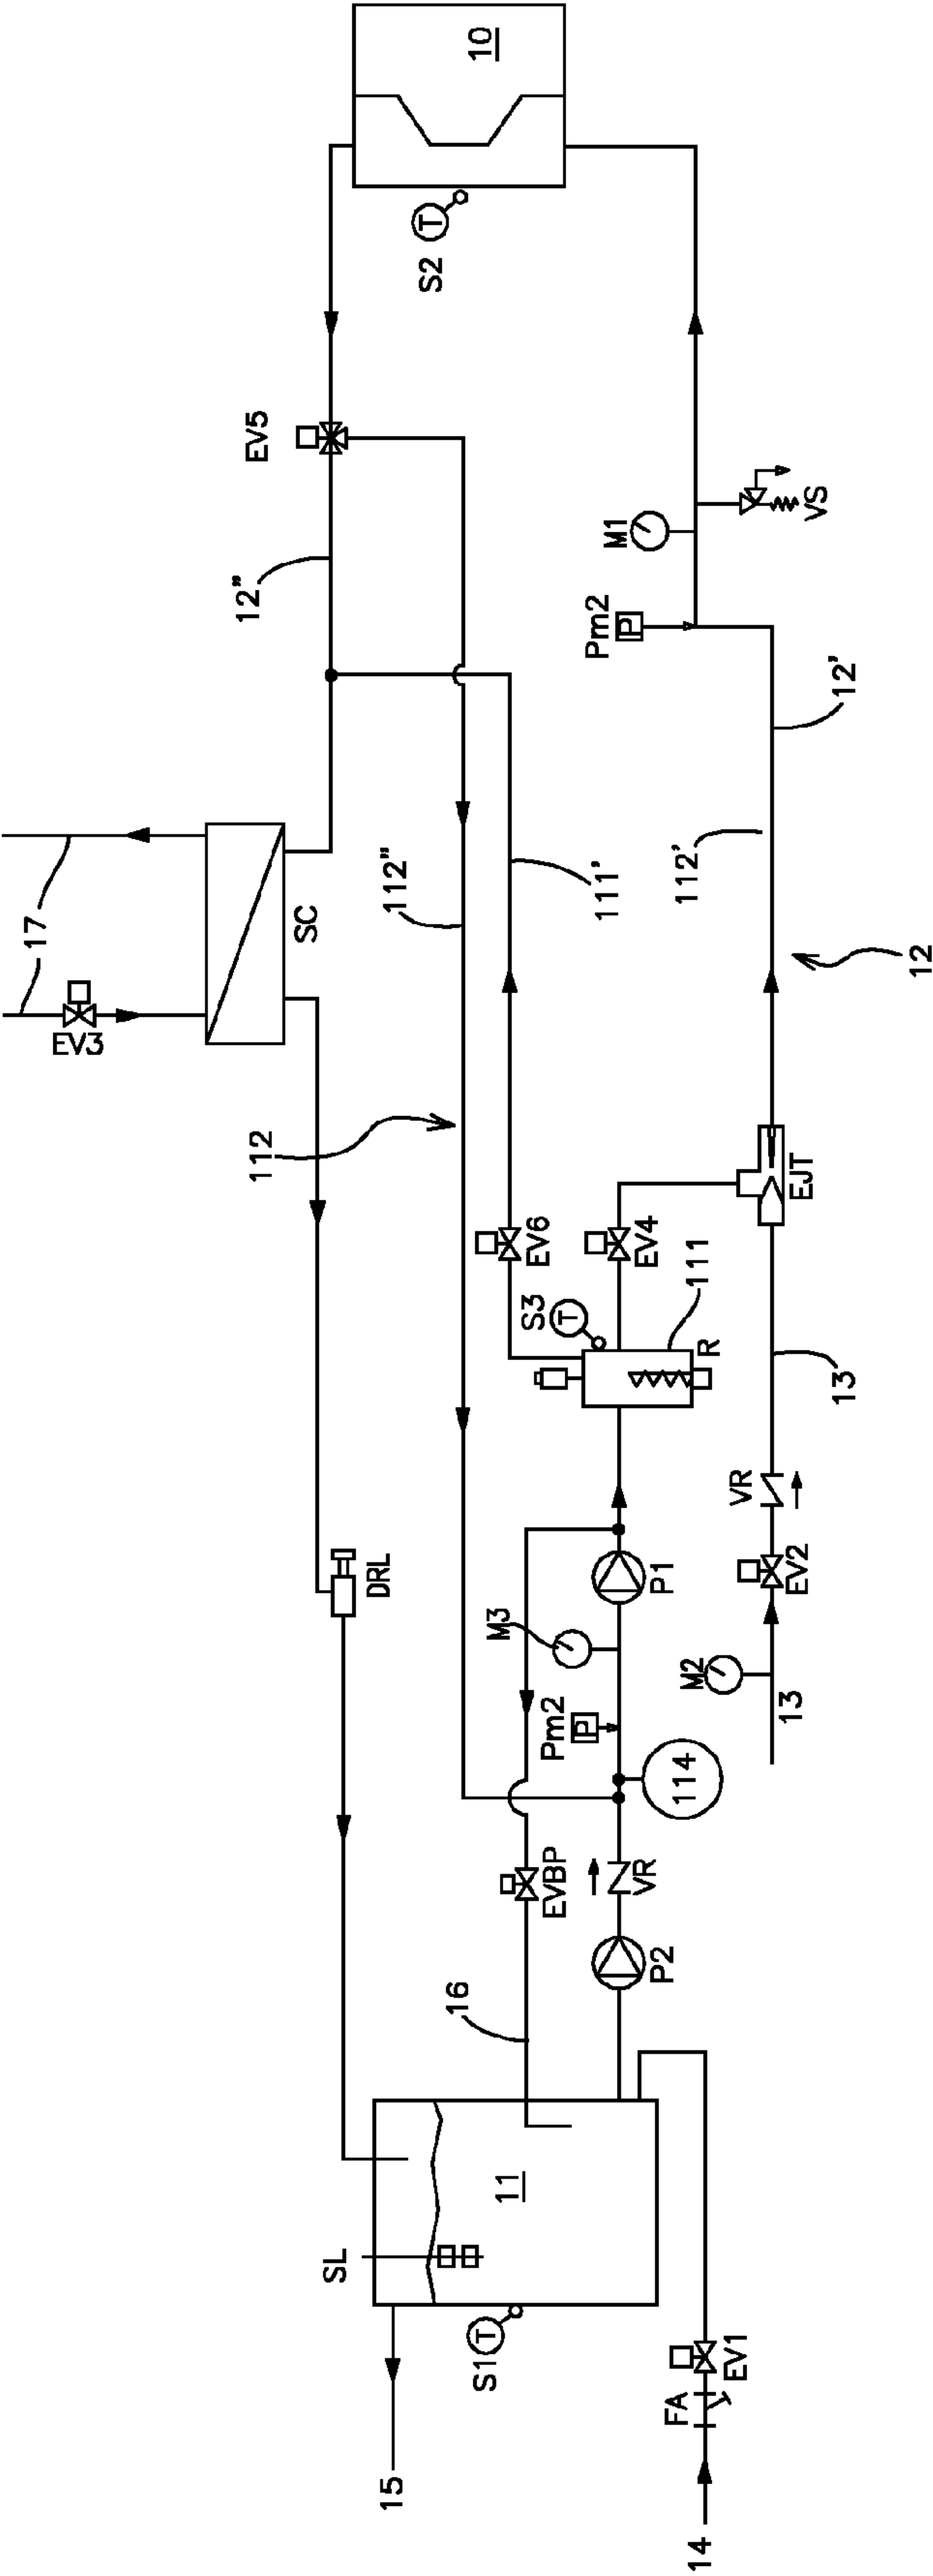 10
S2
EV5
12"
M1
VS
Pm2
12'
17
SC
112"
111'
112'
EV3
12
112
EJT
EV6
EV4
S3
111
R
13
VR
DRL
P1
EV2
M3
M2
Pm2
13
114
EVBP
VR
P2
16
11
SL
S1
EV1
FA
15
14